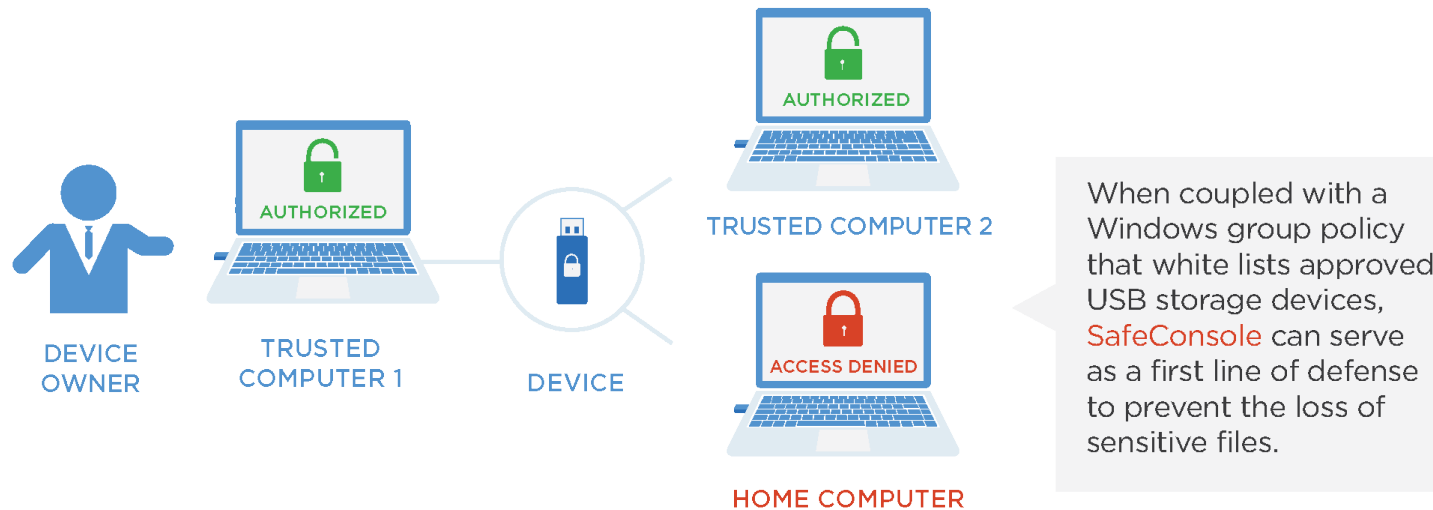 DEVICE
OWNER
AUTHORIZED
TRUSTED
COMPUTER 1
DEVICE
AUTHORIZED
TRUSTED COMPUTER 2
ACCESS DENIED
HOME COMPUTER
When coupled with a
Windows group policy
that white lists approved
USB storage devices,
SafeConsole can serve
as a first line of defense
to prevent the loss of
sensitive files.